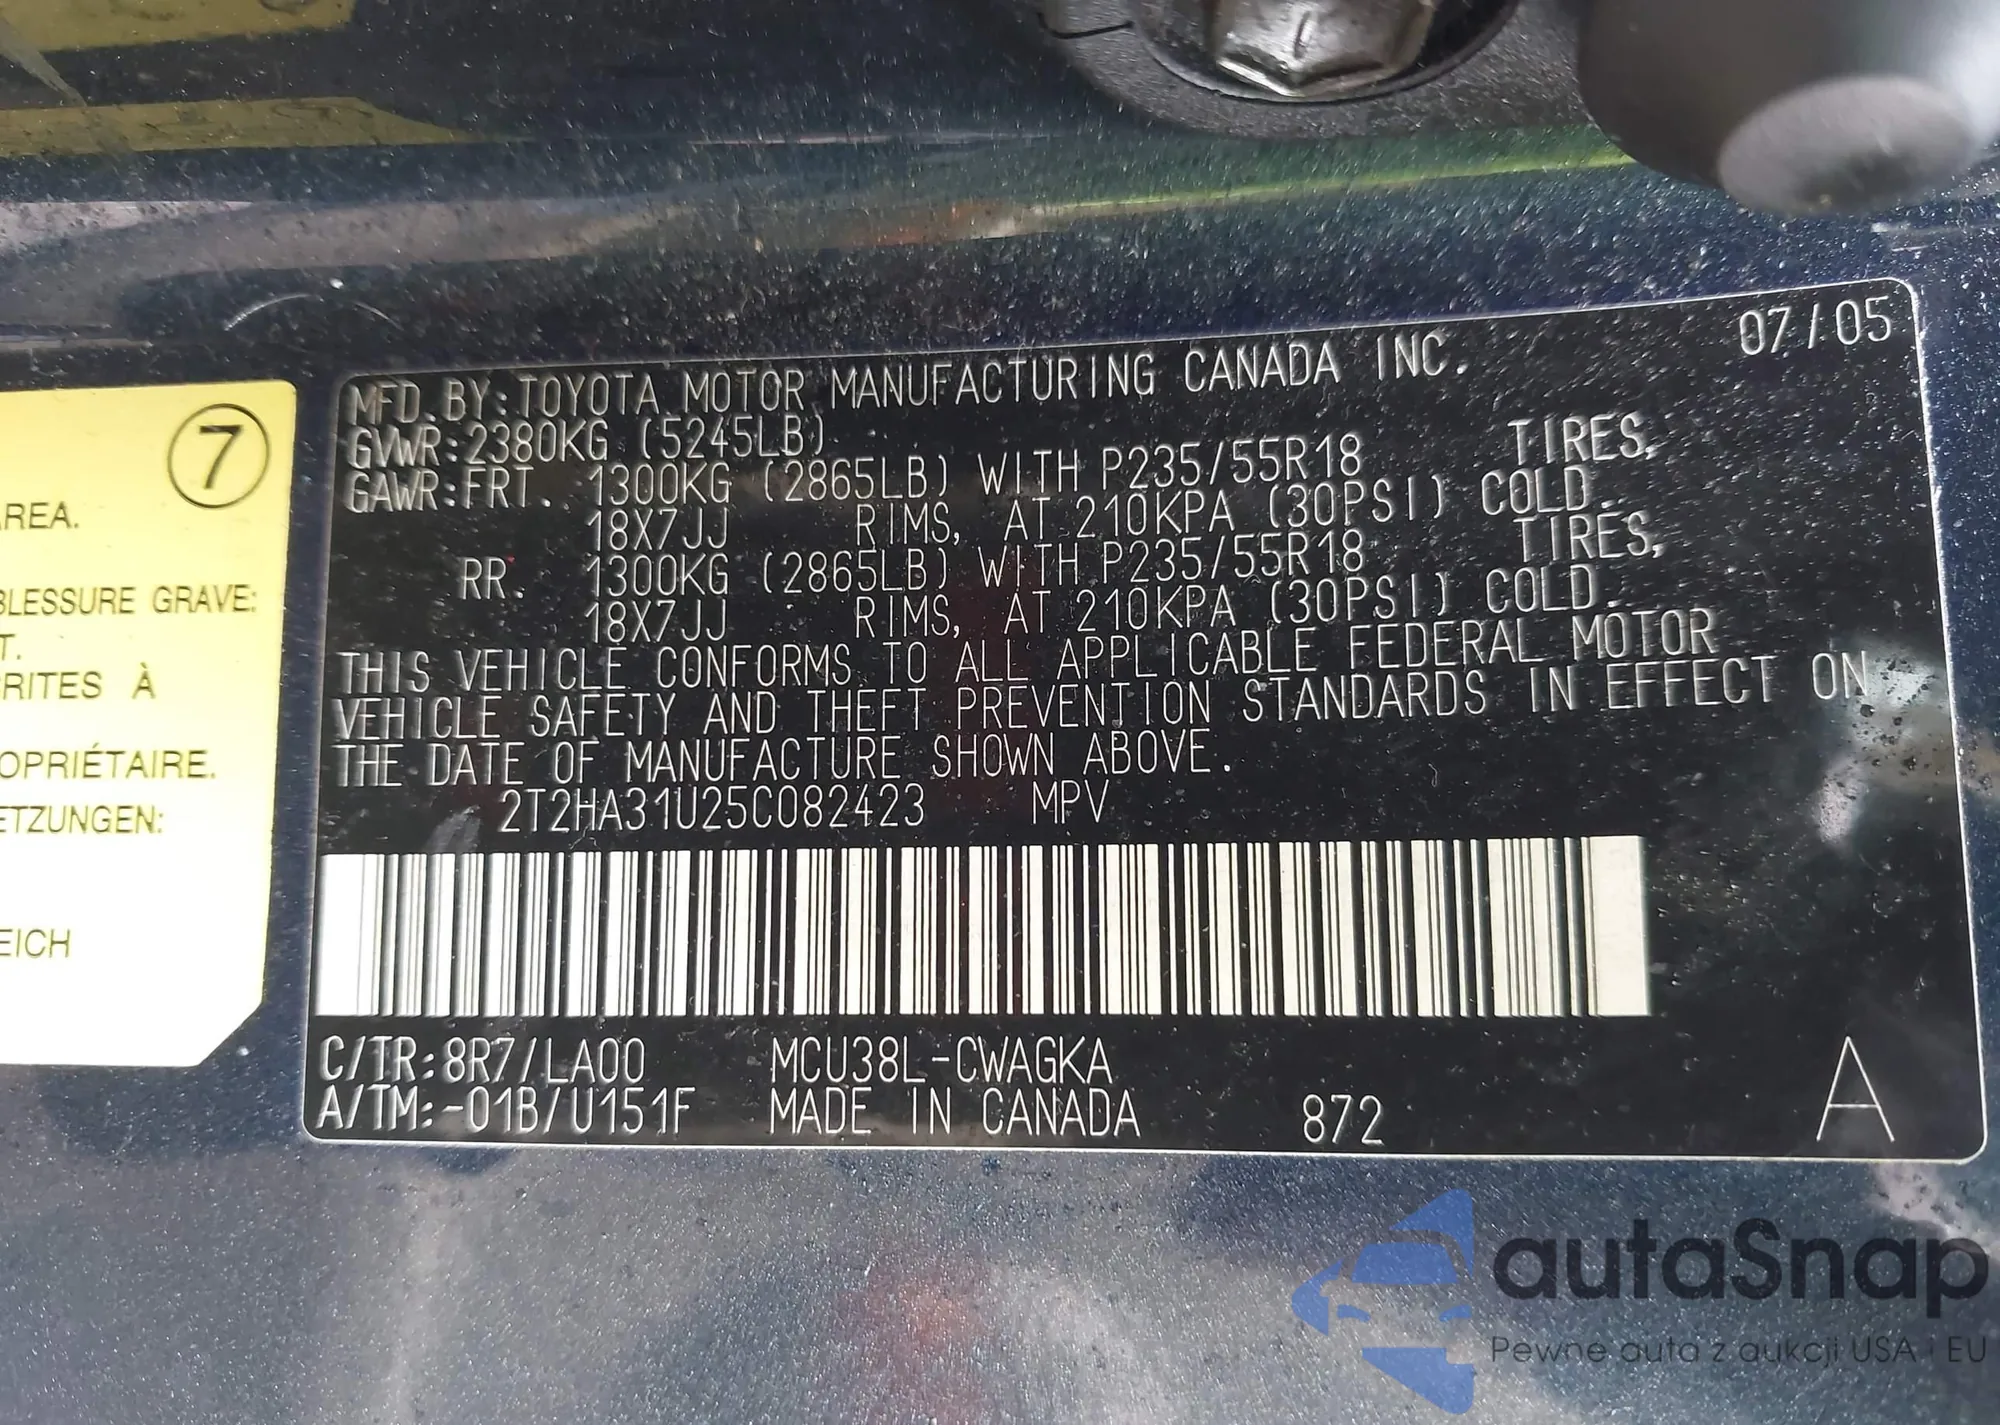 07/05
MFD. BY: TOYOTA MOTOR MANUFACTURING CANADA INC.
GVWR: 2380KG (5245LB)
GAWR: FRT. 1300KG (2865LB) WITH P235/55R18 TIRES,
18X7JJ RIMS, AT 210KPA (30PSI) COLD.
RR. 1300KG (2865LB) WITH P235/55R18 TIRES,
18X7JJ RIMS, AT 210KPA (30PSI) COLD.
THIS VEHICLE CONFORMS TO ALL APPLICABLE FEDERAL MOTOR
VEHICLE SAFETY AND THEFT PREVENTION STANDARDS IN EFFECT ON
THE DATE OF MANUFACTURE SHOWN ABOVE.
2T2HA31U25C082423 MPV
C/TR: 8R7/LA00 MCU38L-CWAGKA
A/TM: -01B/U151F MADE IN CANADA 872 A
7
AREA.
BLESSURE GRAVE:
T.
RITES À
OPRIÉTAIRE.
ETZUNGEN:
EICH
autoSnap
Pewne auta z aukcji USA i EU